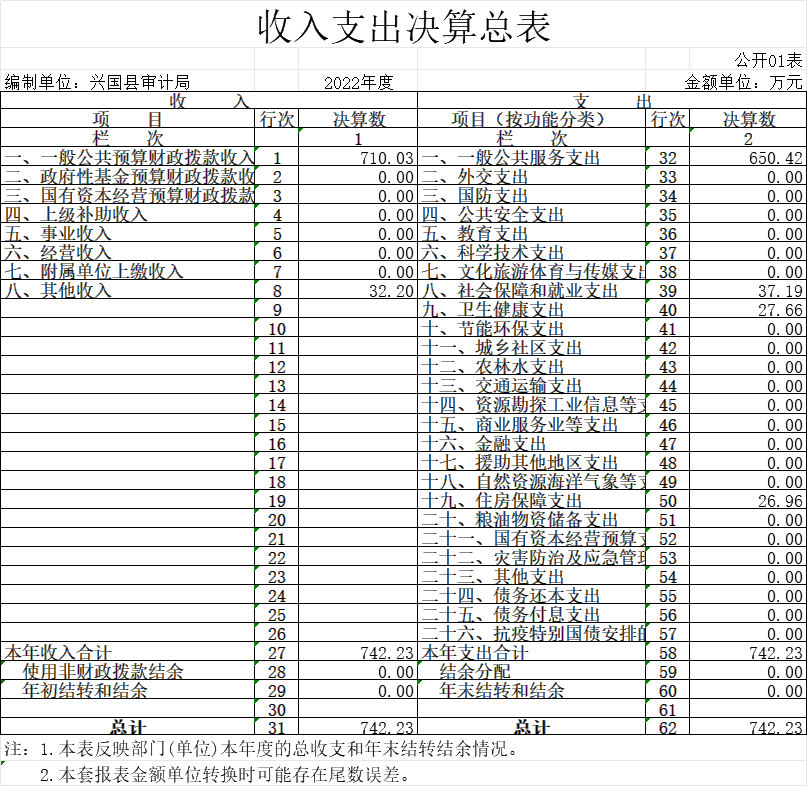 收入支出决算总表
公开01表
编制单位：兴国县审计局 2022年度 金额单位：万元
收 入 支 出
项 目 行次 决算数 项目（按功能分类） 行次 决算数
栏 次 1 栏 次 2
一、一般公共预算财政拨款收入 1 710.03 一、一般公共服务支出 32 650.42
二、政府性基金预算财政拨款收 2 0.00 二、外交支出 33 0.00
三、国有资本经营预算财政拨款 3 0.00 三、国防支出 34 0.00
四、上级补助收入 4 0.00 四、公共安全支出 35 0.00
五、事业收入 5 0.00 五、教育支出 36 0.00
六、经营收入 6 0.00 六、科学技术支出 37 0.00
七、附属单位上缴收入 7 0.00 七、文化旅游体育与传媒支出 38 0.00
八、其他收入 8 32.20 八、社会保障和就业支出 39 37.19
9 九、卫生健康支出 40 27.66
10 十、节能环保支出 41 0.00
11 十一、城乡社区支出 42 0.00
12 十二、农林水支出 43 0.00
13 十三、交通运输支出 44 0.00
14 十四、资源勘探工业信息等支 45 0.00
15 十五、商业服务业等支出 46 0.00
16 十六、金融支出 47 0.00
17 十七、援助其他地区支出 48 0.00
18 十八、自然资源海洋气象等支 49 0.00
19 十九、住房保障支出 50 26.96
20 二十、粮油物资储备支出 51 0.00
21 二十一、国有资本经营预算支 52 0.00
22 二十二、灾害防治及应急管理 53 0.00
23 二十三、其他支出 54 0.00
24 二十四、债务还本支出 55 0.00
25 二十五、债务付息支出 56 0.00
26 二十六、抗疫特别国债安排的 57 0.00
本年收入合计 27 742.23 本年支出合计 58 742.23
使用非财政拨款结余 28 0.00 结余分配 59 0.00
年初结转和结余 29 0.00 年末结转和结余 60 0.00
30 61
总计 31 742.23 总计 62 742.23
注：1.本表反映部门(单位)本年度的总收支和年末结转结余情况。
2.本套报表金额单位转换时可能存在尾数误差。